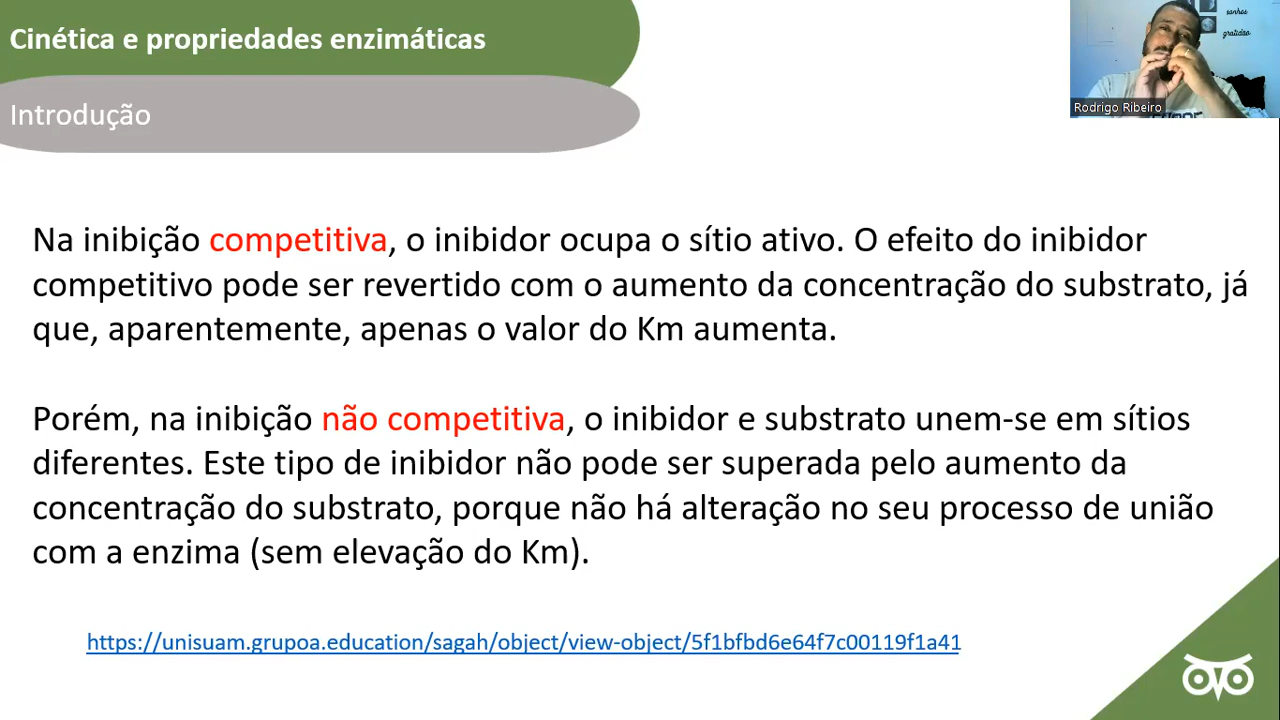 Cinética e propriedades enzimáticas
Introdução
sonhos
gratidão
Rodrigo Ribeiro
Na inibição competitiva, o inibidor ocupa o sítio ativo. O efeito do inibidor
competitivo pode ser revertido com o aumento da concentração do substrato, já
que, aparentemente, apenas o valor do Km aumenta.
Porém, na inibição não competitiva, o inibidor e substrato unem-se em sítios
diferentes. Este tipo de inibidor não pode ser superada pelo aumento da
concentração do substrato, porque não há alteração no seu processo de união
com a enzima (sem elevação do Km).
https://unisuam.grupoa.education/sagah/object/view-object/5f1bfbd6e64f7c00119f1a41